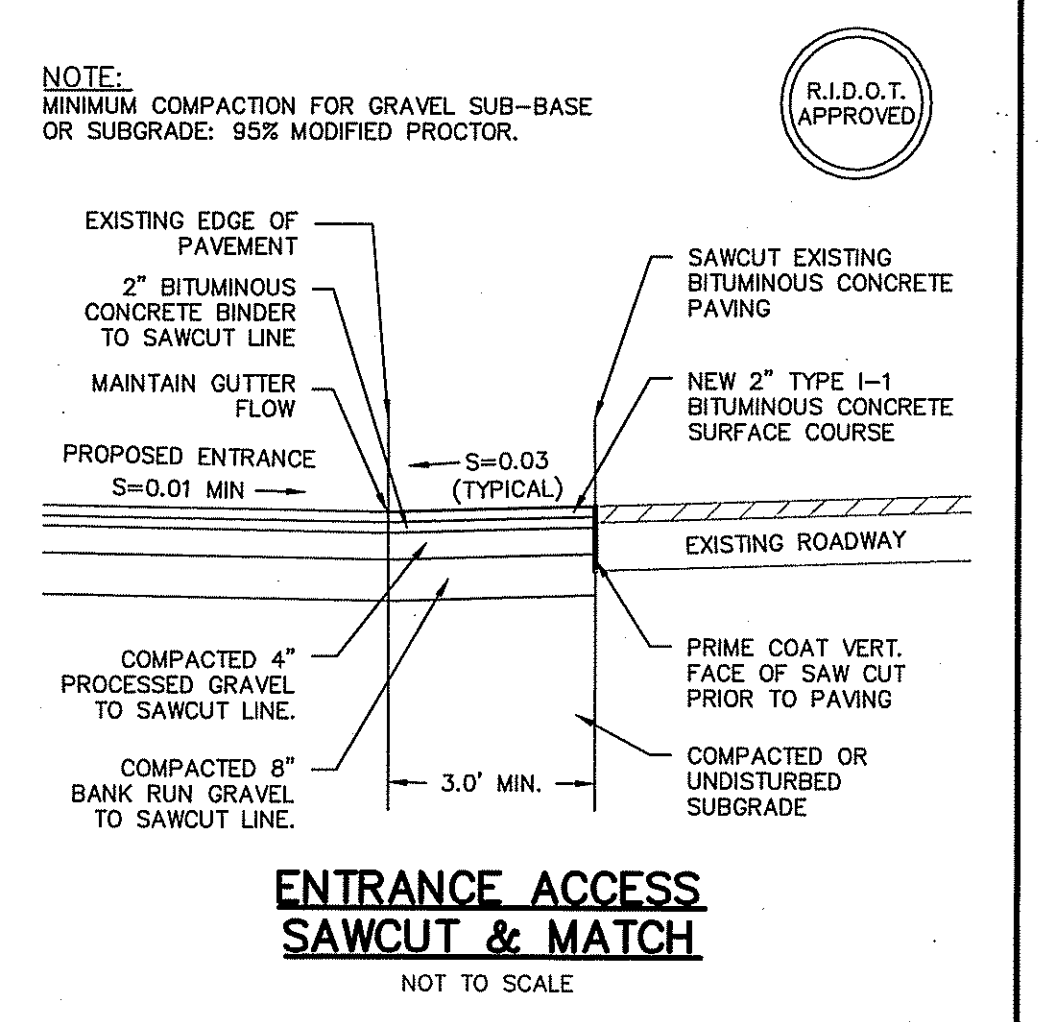 NOTE:
MINIMUM COMPACTION FOR GRAVEL SUB-BASE
OR SUBGRADE: 95% MODIFIED PROCTOR.
R.I.D.O.T.
APPROVED
EXISTING EDGE OF
PAVEMENT
2" BITUMINOUS
CONCRETE BINDER
TO SAWCUT LINE
MAINTAIN GUTTER
FLOW
PROPOSED ENTRANCE
S=0.01 MIN
S=0.03
(TYPICAL)
SAWCUT EXISTING
BITUMINOUS CONCRETE
PAVING
NEW 2" TYPE I-1
BITUMINOUS CONCRETE
SURFACE COURSE
EXISTING ROADWAY
COMPACTED 4"
PROCESSED GRAVEL
TO SAWCUT LINE.
COMPACTED 8"
BANK RUN GRAVEL
TO SAWCUT LINE.
3.0' MIN.
PRIME COAT VERT.
FACE OF SAW CUT
PRIOR TO PAVING
COMPACTED OR
UNDISTURBED
SUBGRADE
ENTRANCE ACCESS
SAWCUT & MATCH
NOT TO SCALE